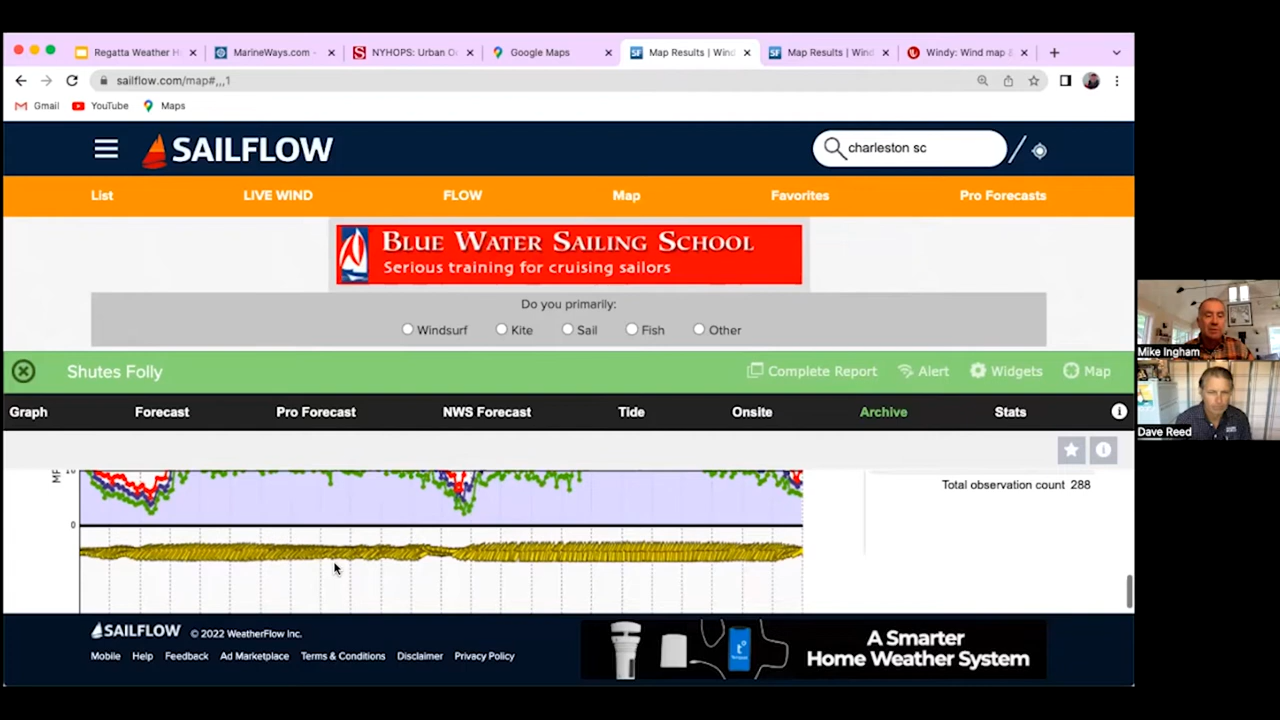 Regatta Weather H
MarineWays.com -
NYHOPS: Urban O
Google Maps
Map Results | Wind
Map Results | Wind
Windy: Wind map &
sailflow.com/map#,,,1
Gmail YouTube Maps
SAILFLOW
charleston sc
List LIVE WIND FLOW Map Favorites Pro Forecasts
BLUE WATER SAILING SCHOOL
Serious training for cruising sailors
Do you primarily:
Windsurf Kite Sail Fish Other
Mike Ingham
Shutes Folly Complete Report Alert Widgets Map
Graph Forecast Pro Forecast NWS Forecast Tide Onsite Archive Stats
Dave Reed
Total observation count 288
0
SAILFLOW © 2022 WeatherFlow Inc.
Mobile Help Feedback Ad Marketplace Terms & Conditions Disclaimer Privacy Policy
A Smarter
Home Weather System